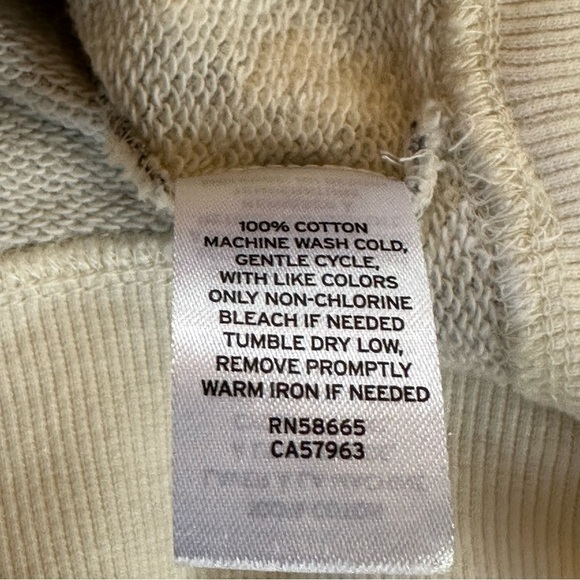 100% COTTON
MACHINE WASH COLD,
GENTLE CYCLE,
WITH LIKE COLORS
ONLY NON-CHLORINE
BLEACH IF NEEDED
TUMBLE DRY LOW,
REMOVE PROMPTLY
WARM IRON IF NEEDED
RN58665
CA57963